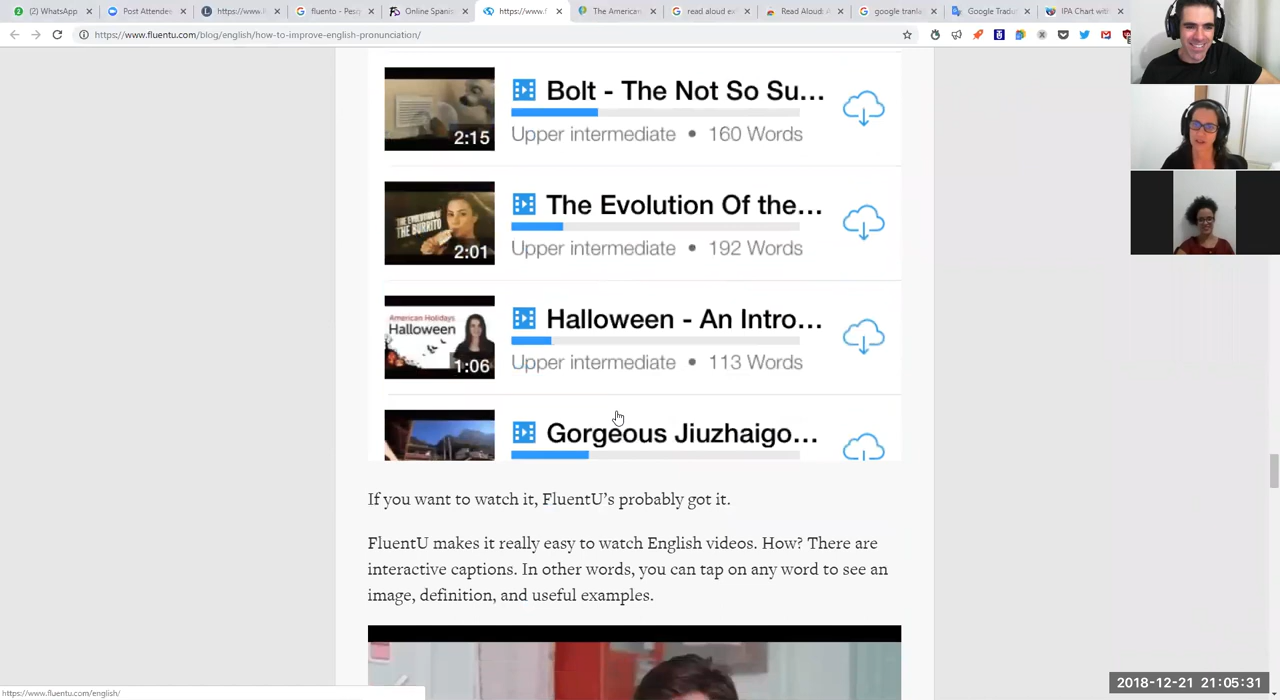 (2) WhatsApp
Post Attendee
https://www.l
fluento - Pesq
Online Spanis
https://www.f
The American
read aloud ex
Read Aloud: A
google transla
Google Tradu
IPA Chart with
https://www.fluentu.com/blog/english/how-to-improve-english-pronunciation/
Bolt - The Not So Su...
2:15
Upper intermediate • 160 Words
The Evolution Of the...
THE EVOLUTION OF
THE BURRITO
2:01
Upper intermediate • 192 Words
Halloween - An Intro...
American Holidays
Halloween
1:06
Upper intermediate • 113 Words
Gorgeous Jiuzhaigo...
If you want to watch it, FluentU’s probably got it.
FluentU makes it really easy to watch English videos. How? There are
interactive captions. In other words, you can tap on any word to see an
image, definition, and useful examples.
https://www.fluentu.com/english/
2018-12-21 21:05:31